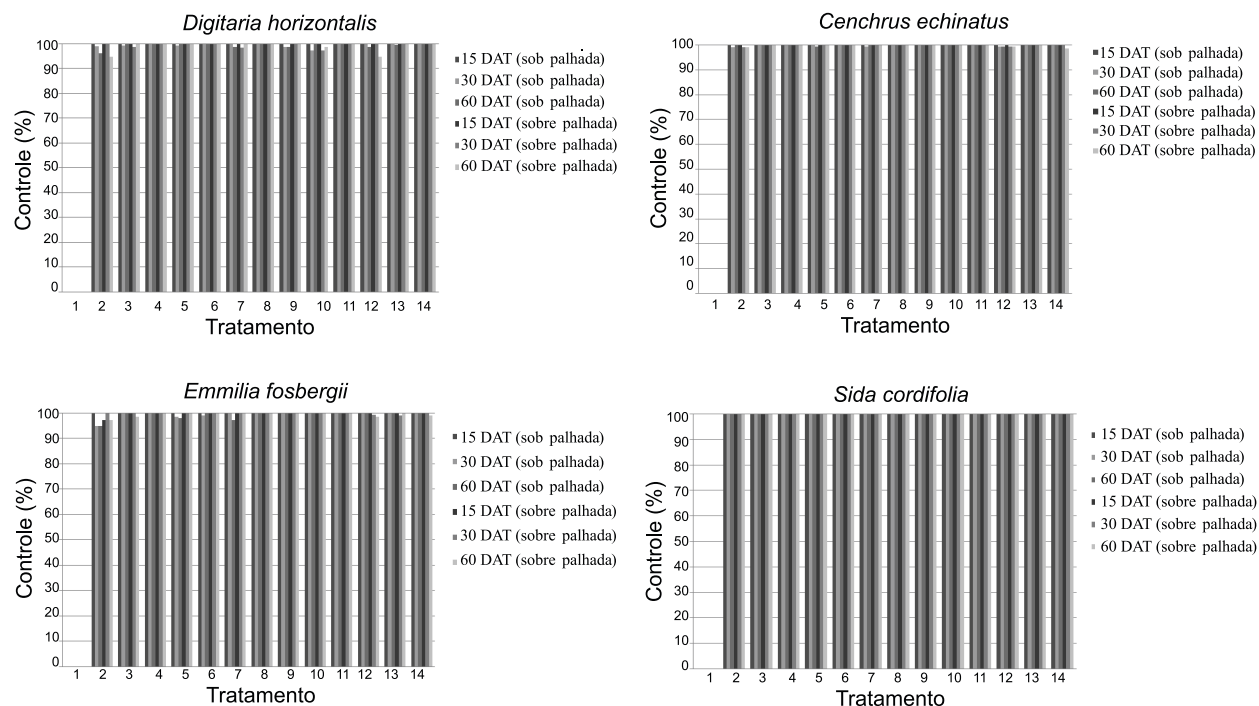 Digitaria horizontalis
Controle (%)
100
90
80
70
60
50
40
30
20
10
0
1 2 3 4 5 6 7 8 9 10 11 12 13 14
Tratamento
15 DAT (sob palhada)
30 DAT (sob palhada)
60 DAT (sob palhada)
15 DAT (sobre palhada)
30 DAT (sobre palhada)
60 DAT (sobre palhada)
Cenchrus echinatus
Controle (%)
100
90
80
70
60
50
40
30
20
10
0
1 2 3 4 5 6 7 8 9 10 11 12 13 14
Tratamento
15 DAT (sob palhada)
30 DAT (sob palhada)
60 DAT (sob palhada)
15 DAT (sobre palhada)
30 DAT (sobre palhada)
60 DAT (sobre palhada)
Emmilia fosbergii
Controle (%)
100
90
80
70
60
50
40
30
20
10
0
1 2 3 4 5 6 7 8 9 10 11 12 13 14
Tratamento
15 DAT (sob palhada)
30 DAT (sob palhada)
60 DAT (sob palhada)
15 DAT (sobre palhada)
30 DAT (sobre palhada)
60 DAT (sobre palhada)
Sida cordifolia
Controle (%)
100
90
80
70
60
50
40
30
20
10
0
1 2 3 4 5 6 7 8 9 10 11 12 13 14
Tratamento
15 DAT (sob palhada)
30 DAT (sob palhada)
60 DAT (sob palhada)
15 DAT (sobre palhada)
30 DAT (sobre palhada)
60 DAT (sobre palhada)